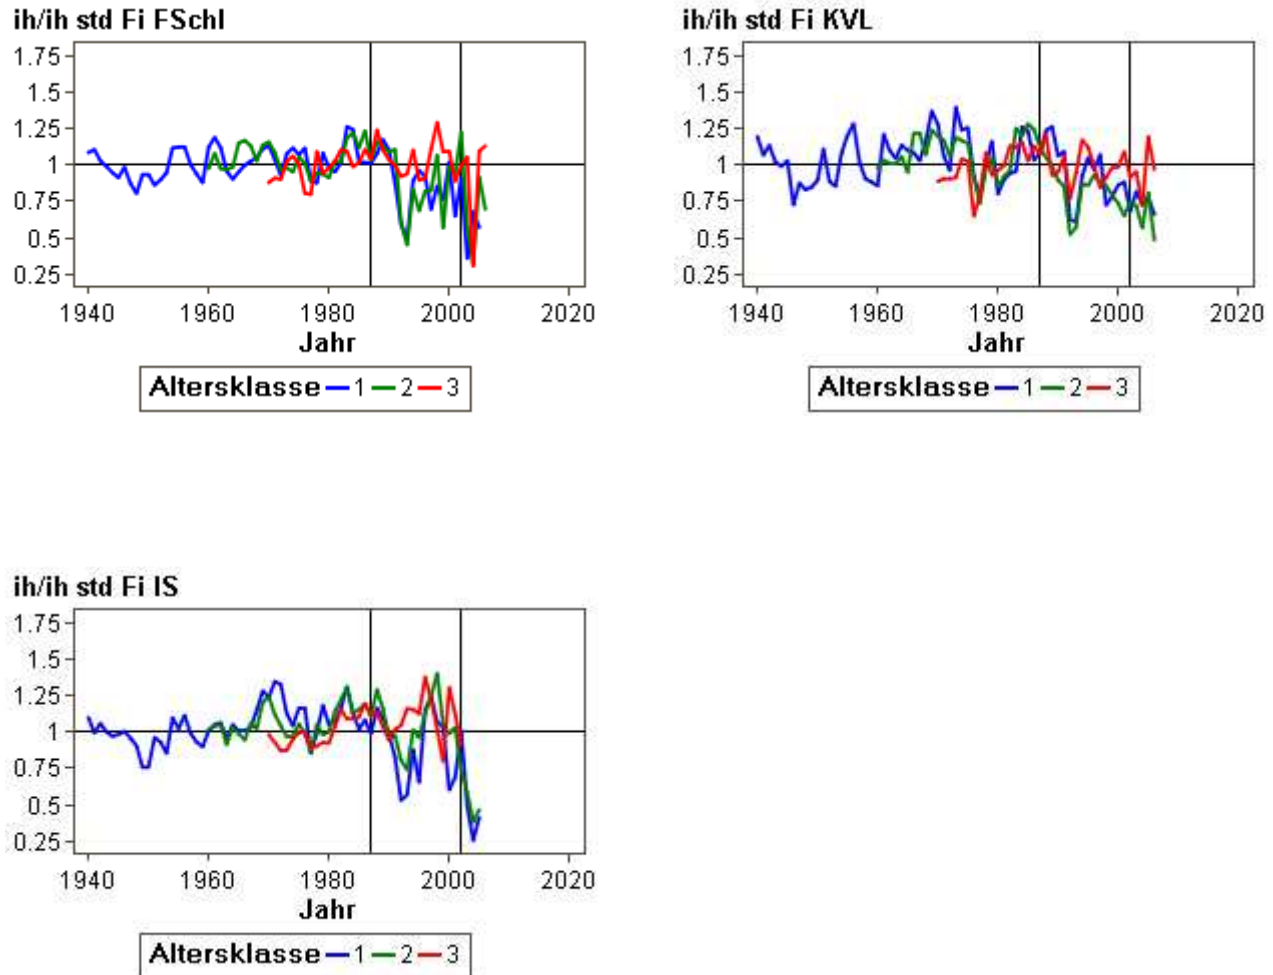 ih/ih std Fi FSchl
1.75
1.5
1.25
1
0.75
0.5
0.25
1940 1960 1980 2000 2020
Jahr
Altersklasse 1 2 3
ih/ih std Fi KVL
1.75
1.5
1.25
1
0.75
0.5
0.25
1940 1960 1980 2000 2020
Jahr
Altersklasse 1 2 3
ih/ih std Fi IS
1.75
1.5
1.25
1
0.75
0.5
0.25
1940 1960 1980 2000 2020
Jahr
Altersklasse 1 2 3